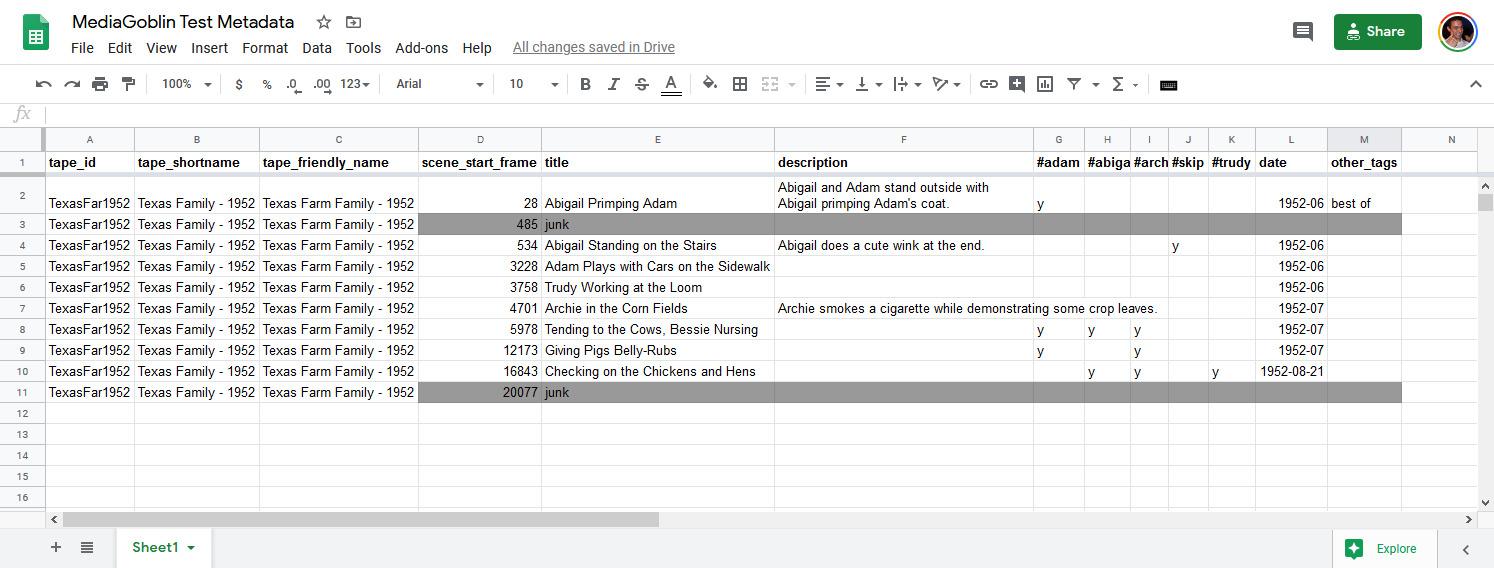 MediaGoblin Test Metadata
File Edit View Insert Format Data Tools Add-ons Help All changes saved in Drive
Share
100% $ % .0 .00 123 Arial 10 B I S A
fx
A B C D E F G H I J K L M N
1 tape_id tape_shortname tape_friendly_name scene_start_frame title description #adam #abiga #arch #skip #trudy date other_tags
Abigail and Adam stand outside with
2 TexasFar1952 Texas Family - 1952 Texas Farm Family - 1952 28 Abigail Primping Adam Abigail primping Adam's coat. y 1952-06 best of
3 TexasFar1952 Texas Family - 1952 Texas Farm Family - 1952 485 junk
4 TexasFar1952 Texas Family - 1952 Texas Farm Family - 1952 534 Abigail Standing on the Stairs Abigail does a cute wink at the end. y 1952-06
5 TexasFar1952 Texas Family - 1952 Texas Farm Family - 1952 3228 Adam Plays with Cars on the Sidewalk 1952-06
6 TexasFar1952 Texas Family - 1952 Texas Farm Family - 1952 3758 Trudy Working at the Loom 1952-06
7 TexasFar1952 Texas Family - 1952 Texas Farm Family - 1952 4701 Archie in the Corn Fields Archie smokes a cigarette while demonstrating some crop leaves. 1952-07
8 TexasFar1952 Texas Family - 1952 Texas Farm Family - 1952 5978 Tending to the Cows, Bessie Nursing y y y 1952-07
9 TexasFar1952 Texas Family - 1952 Texas Farm Family - 1952 12173 Giving Pigs Belly-Rubs y y 1952-07
10 TexasFar1952 Texas Family - 1952 Texas Farm Family - 1952 16843 Checking on the Chickens and Hens y y y 1952-08-21
11 TexasFar1952 Texas Family - 1952 Texas Farm Family - 1952 20077 junk
12
13
14
15
16
Sheet1
Explore